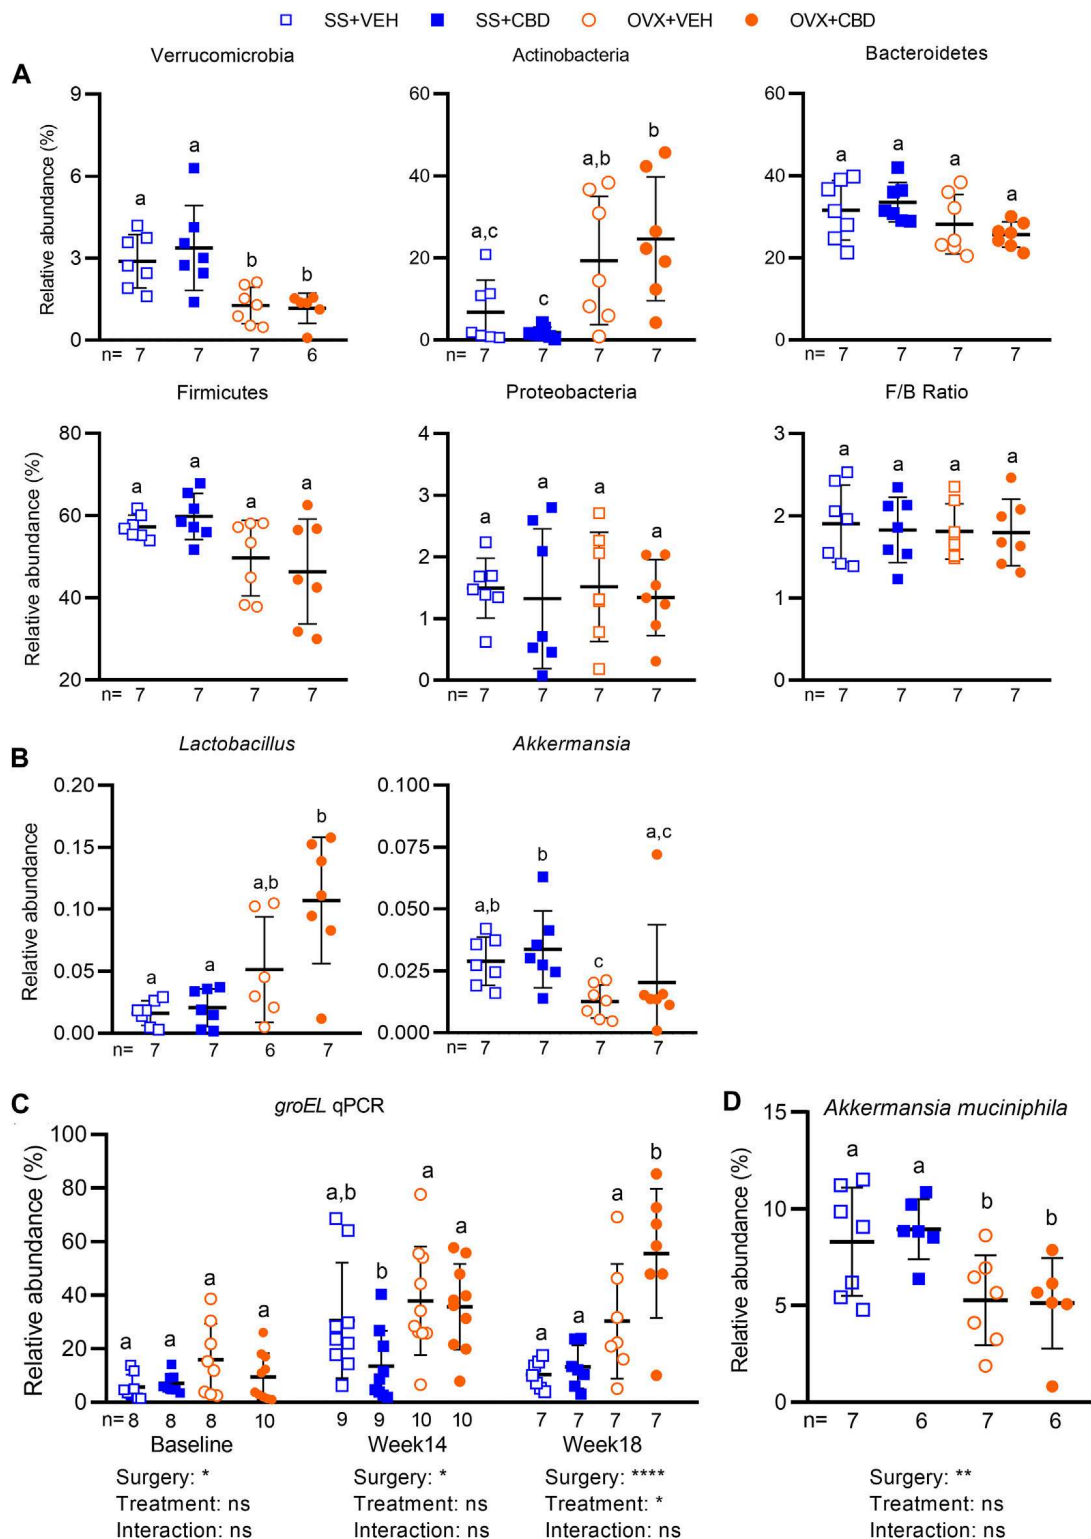 SS+VEH SS+CBD OVX+VEH OVX+CBD
A
Verrucomicrobia
Relative abundance (%)
9
6
3
0
a
a
b
b
n= 7 7 7 6
Actinobacteria
60
40
20
0
a,c
c
a,b
b
n= 7 7 7 7
Bacteroidetes
60
40
20
0
a
a
a
a
n= 7 7 7 7
Firmicutes
Relative abundance (%)
80
60
40
20
a
a
a
a
n= 7 7 7 7
Proteobacteria
4
3
2
1
0
a
a
a
a
n= 7 7 7 7
F/B Ratio
3
2
1
0
a
a
a
a
n= 7 7 7 7
B
Lactobacillus
Relative abundance
0.20
0.15
0.10
0.05
0.00
a
a
a,b
b
n= 7 7 6 7
Akkermansia
0.100
0.075
0.050
0.025
0.000
a,b
b
c
a,c
n= 7 7 7 7
C
groEL qPCR
Relative abundance (%)
100
80
60
40
20
0
a
a
a
a
a,b
b
a
a
a
a
a
b
n= 8 8 8 10 9 9 10 10 7 7 7 7
Baseline Week14 Week18
Surgery: * Surgery: * Surgery: ****
Treatment: ns Treatment: ns Treatment: *
Interaction: ns Interaction: ns Interaction: ns
D
Akkermansia muciniphila
Relative abundance (%)
15
10
5
0
a
a
b
b
n= 7 6 7 6
Surgery: **
Treatment: ns
Interaction: ns